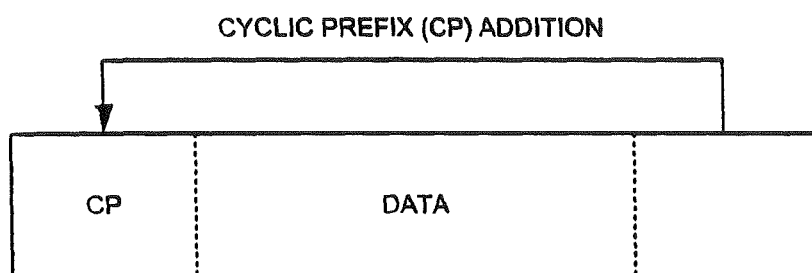 CYCLIC PREFIX (CP) ADDITION
CP
DATA